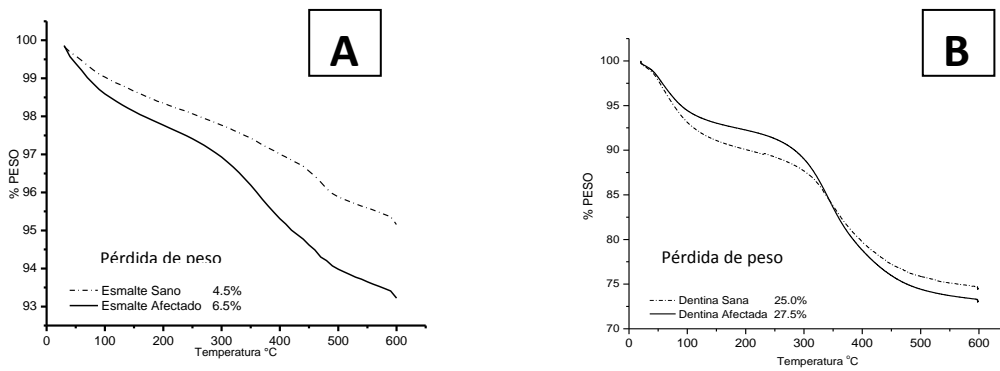 A
100
99
98
97
96
95
94
93
% PESO
Pérdida de peso
Esmalte Sano 4.5%
Esmalte Afectado 6.5%
0 100 200 300 400 500 600
Temperatura °C
B
100
95
90
85
80
75
70
% PESO
Pérdida de peso
Dentina Sana 25.0%
Dentina Afectada 27.5%
0 100 200 300 400 500 600
Temperatura °C